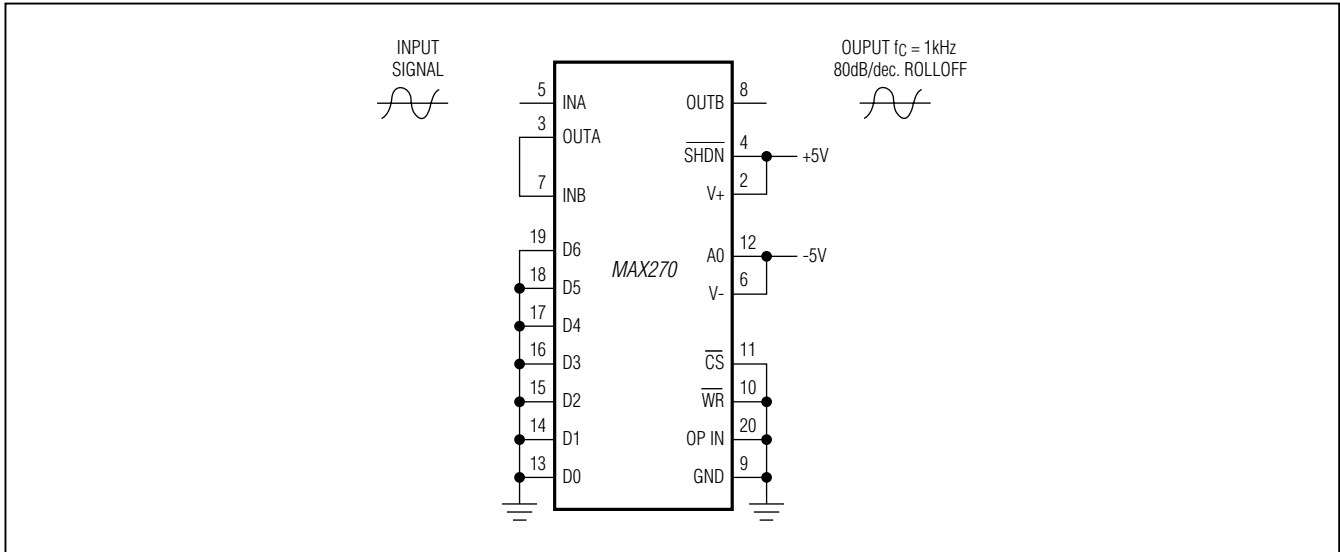 INPUT
SIGNAL
OUPUT fC = 1kHz
80dB/dec. ROLLOFF
5 INA
3 OUTA
7 INB
19 D6
18 D5
17 D4
16 D3
15 D2
14 D1
13 D0
MAX270
OUTB 8
SHDN 4
+5V
V+ 2
A0 12
-5V
V- 6
CS 11
WR 10
OP IN 20
GND 9